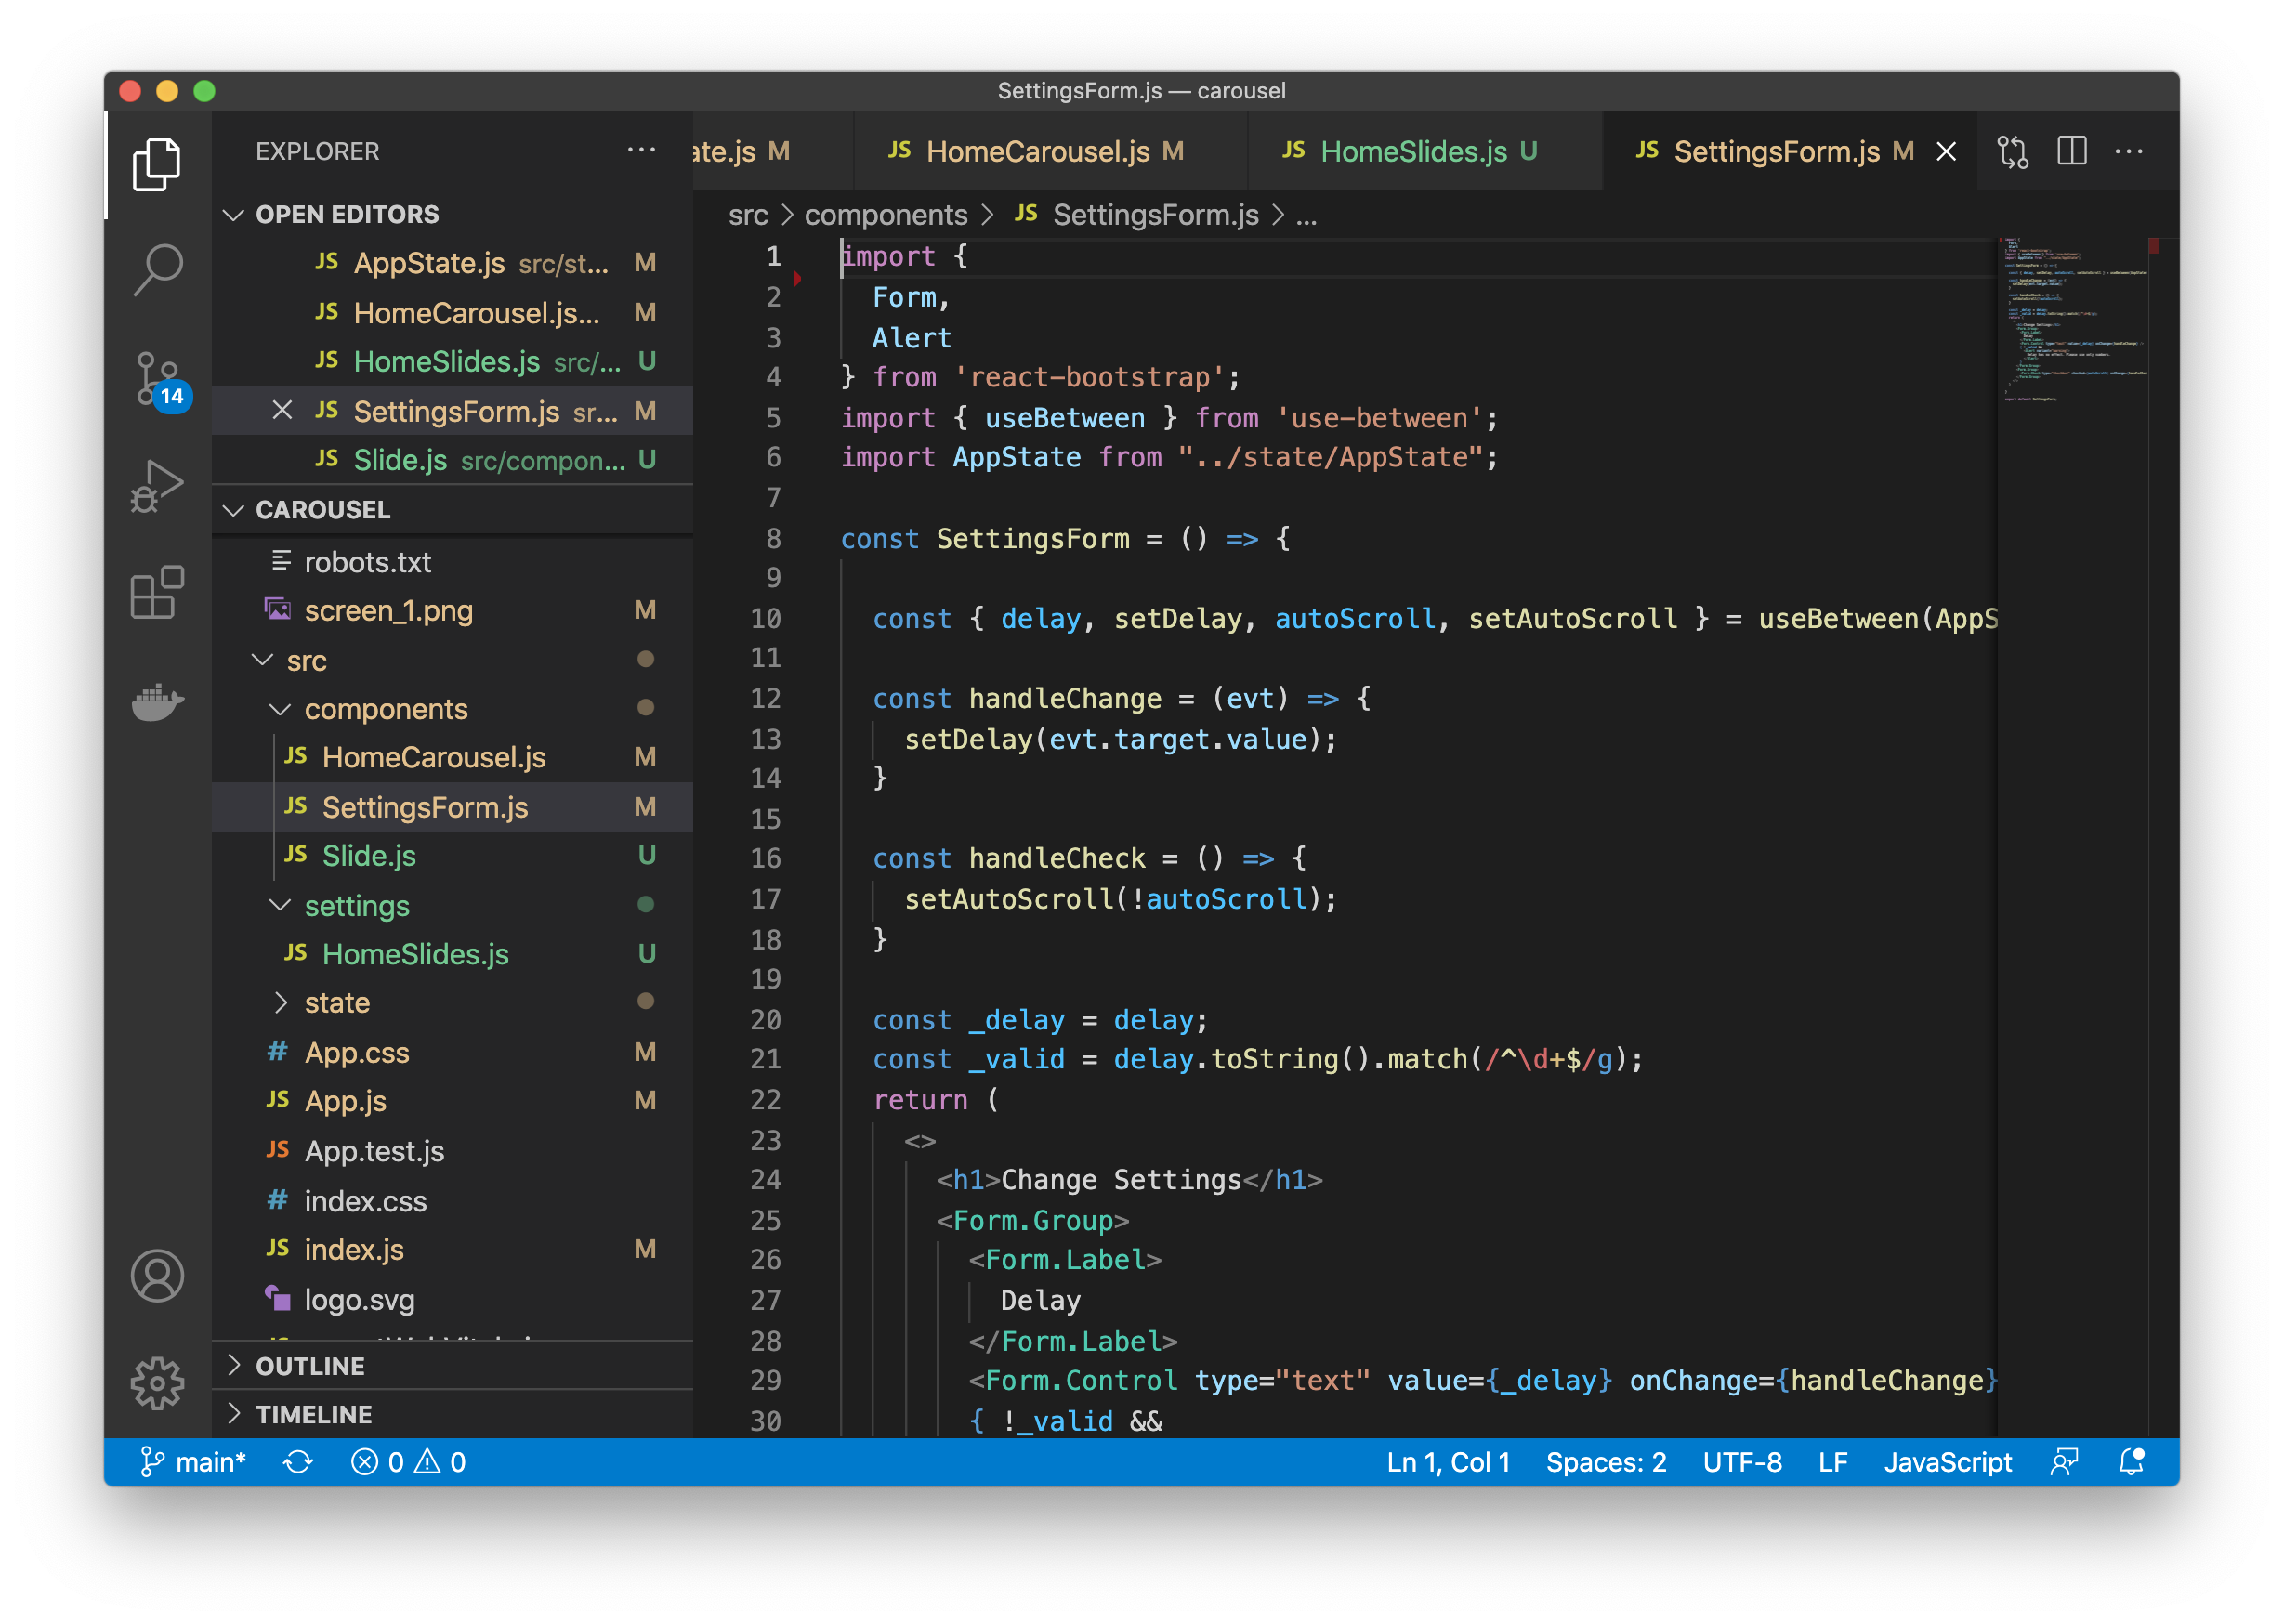 SettingsForm.js — carousel
EXPLORER
OPEN EDITORS
JS AppState.js src/st... M
JS HomeCarousel.js... M
JS HomeSlides.js src/... U
JS SettingsForm.js sr... M
JS Slide.js src/compon... U
14
CAROUSEL
robots.txt
screen_1.png M
src
components
JS HomeCarousel.js M
JS SettingsForm.js M
JS Slide.js U
settings
JS HomeSlides.js U
state
# App.css M
JS App.js M
JS App.test.js
# index.css
JS index.js M
logo.svg
OUTLINE
TIMELINE
ate.js M
JS HomeCarousel.js M
JS HomeSlides.js U
JS SettingsForm.js M
src > components > JS SettingsForm.js > ...
1 import {
2 Form,
3 Alert
4 } from 'react-bootstrap';
5 import { useBetween } from 'use-between';
6 import AppState from "../state/AppState";
7
8 const SettingsForm = () => {
9
10 const { delay, setDelay, autoScroll, setAutoScroll } = useBetween(AppS
11
12 const handleChange = (evt) => {
13 setDelay(evt.target.value);
14 }
15
16 const handleCheck = () => {
17 setAutoScroll(!autoScroll);
18 }
19
20 const _delay = delay;
21 const _valid = delay.toString().match(/^\d+$/g);
22 return (
23 <>
24 <h1>Change Settings</h1>
25 <Form.Group>
26 <Form.Label>
27 Delay
28 </Form.Label>
29 <Form.Control type="text" value={_delay} onChange={handleChange}
30 { !_valid &&
main* 0 0 Ln 1, Col 1 Spaces: 2 UTF-8 LF JavaScript